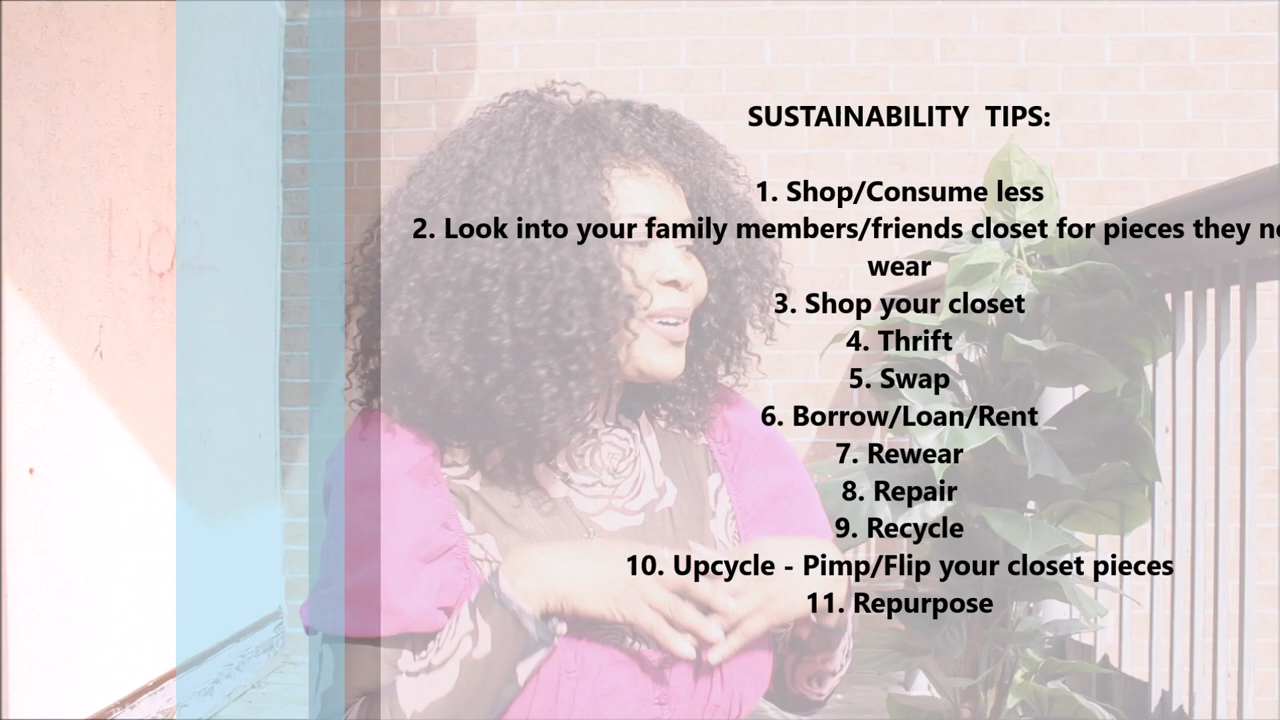 SUSTAINABILITY TIPS:
1. Shop/Consume less
2. Look into your family members/friends closet for pieces they
wear
3. Shop your closet
4. Thrift
5. Swap
6. Borrow/Loan/Rent
7. Rewear
8. Repair
9. Recycle
10. Upcycle - Pimp/Flip your closet pieces
11. Repurpose